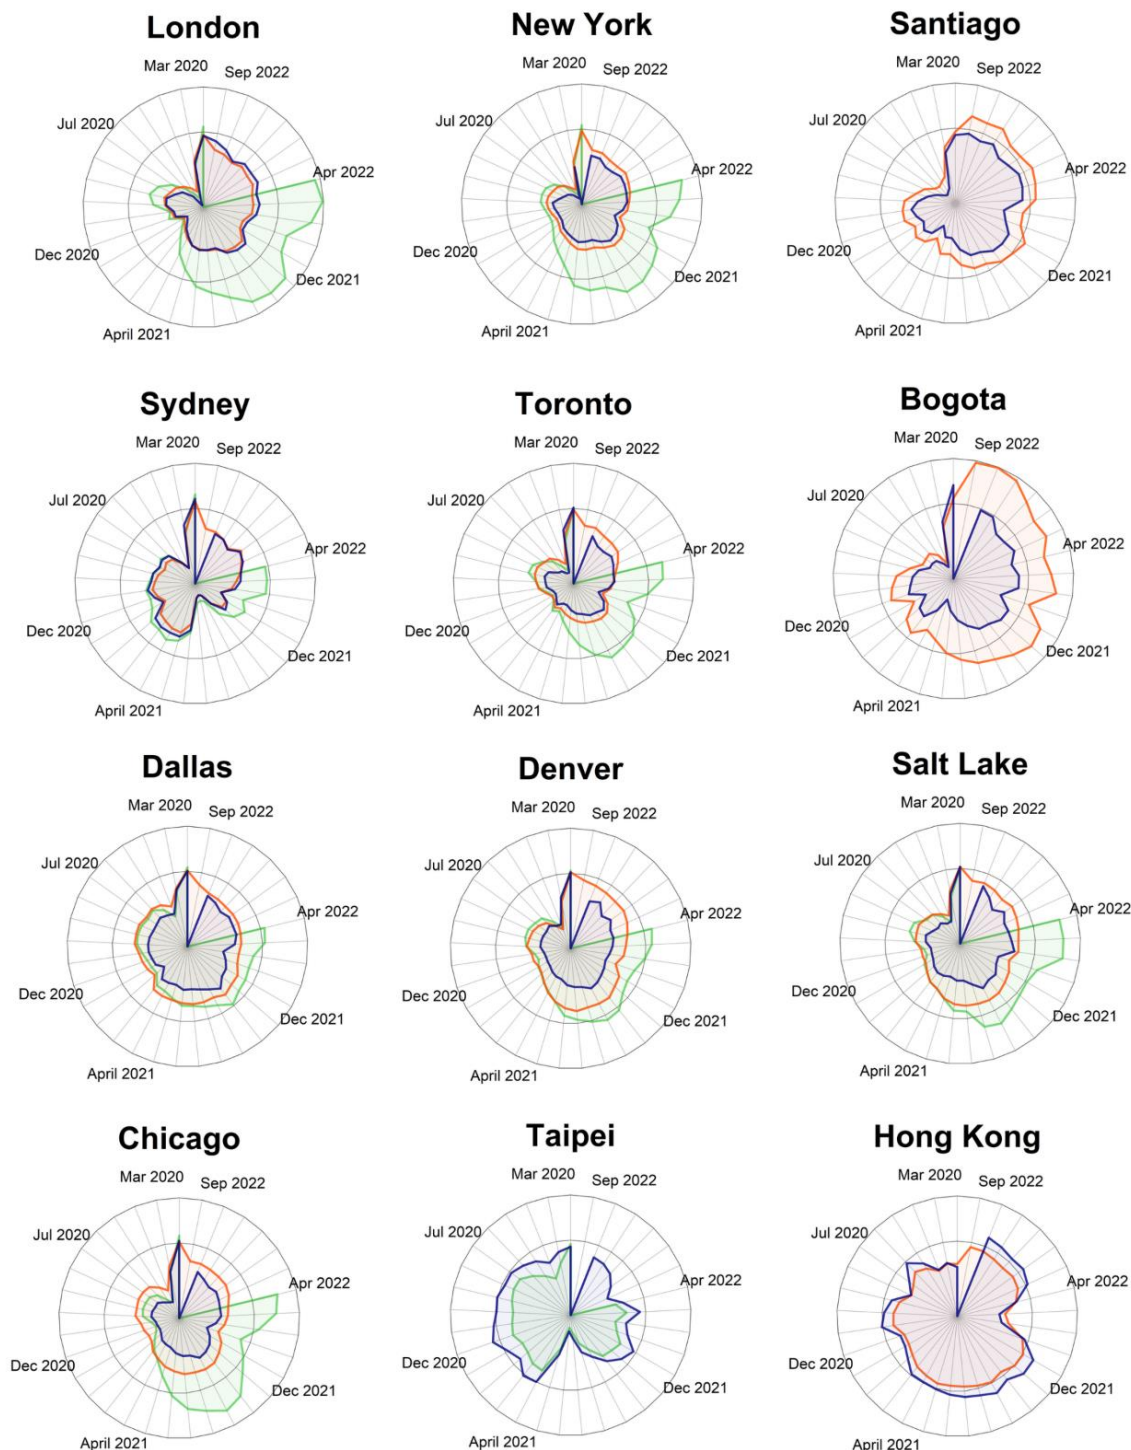 London
Mar 2020
Sep 2022
Jul 2020
Apr 2022
Dec 2020
Dec 2021
April 2021
New York
Mar 2020
Sep 2022
Jul 2020
Apr 2022
Dec 2020
Dec 2021
April 2021
Santiago
Mar 2020
Sep 2022
Jul 2020
Apr 2022
Dec 2020
Dec 2021
April 2021
Sydney
Mar 2020
Sep 2022
Jul 2020
Apr 2022
Dec 2020
Dec 2021
April 2021
Toronto
Mar 2020
Sep 2022
Jul 2020
Apr 2022
Dec 2020
Dec 2021
April 2021
Bogota
Mar 2020
Sep 2022
Jul 2020
Apr 2022
Dec 2020
Dec 2021
April 2021
Dallas
Mar 2020
Sep 2022
Jul 2020
Apr 2022
Dec 2020
Dec 2021
April 2021
Denver
Mar 2020
Sep 2022
Jul 2020
Apr 2022
Dec 2020
Dec 2021
April 2021
Salt Lake
Mar 2020
Sep 2022
Jul 2020
Apr 2022
Dec 2020
Dec 2021
April 2021
Chicago
Mar 2020
Sep 2022
Jul 2020
Apr 2022
Dec 2020
Dec 2021
April 2021
Taipei
Mar 2020
Sep 2022
Jul 2020
Apr 2022
Dec 2020
Dec 2021
April 2021
Hong Kong
Mar 2020
Sep 2022
Jul 2020
Apr 2022
Dec 2020
Dec 2021
April 2021